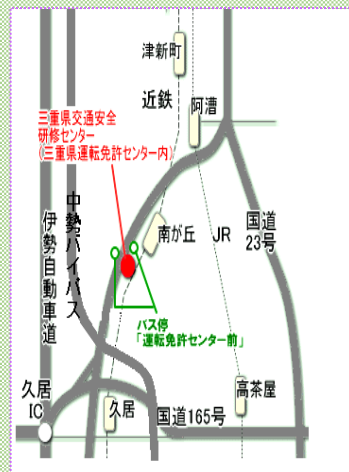 津新町
近鉄
阿漕
三重県交通安全
研修センター
(三重県運転免許センター内)
中勢バイパス
伊勢自動車道
南が丘
JR
国道
23号
バス停
「運転免許センター前」
久居
IC
久居
国道165号
高茶屋